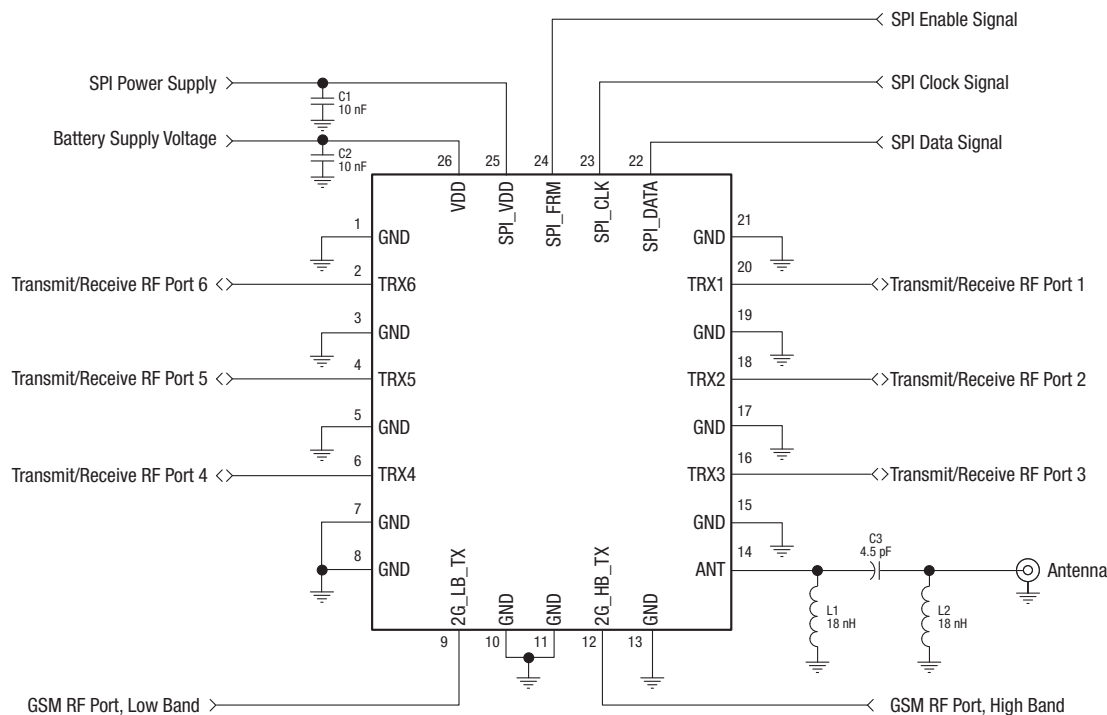 SPI Enable Signal
SPI Power Supply
C1
10 nF
SPI Clock Signal
Battery Supply Voltage
C2
10 nF
SPI Data Signal
26 25 24 23 22
VDD
SPI_VDD
SPI_FRM
SPI_CLK
SPI_DATA
1 GND
GND 21
Transmit/Receive RF Port 6 2 TRX6
TRX1 20 Transmit/Receive RF Port 1
3 GND
GND 19
Transmit/Receive RF Port 5 4 TRX5
TRX2 18 Transmit/Receive RF Port 2
5 GND
GND 17
Transmit/Receive RF Port 4 6 TRX4
TRX3 16 Transmit/Receive RF Port 3
7 GND
GND 15
8 GND
ANT 14
C3
4.5 pF
Antenna
L1
18 nH
L2
18 nH
2G_LB_TX
GND
GND
2G_HB_TX
GND
9 10 11 12 13
GSM RF Port, Low Band
GSM RF Port, High Band